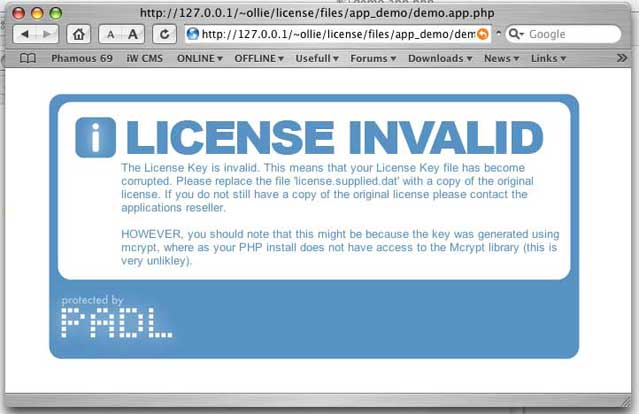 http://127.0.0.1/~ollie/license/files/app_demo/demo.app.php
A A C http://127.0.0.1/~ollie/license/files/app_demo/dem Google
Phamous 69 iW CMS ONLINE OFFLINE Usefull Forums Downloads News Links
i LICENSE INVALID
The License Key is invalid. This means that your License Key file has become
corrupted. Please replace the file 'license.supplied.dat' with a copy of the original
license. If you do not still have a copy of the original license please contact the
applications reseller.
HOWEVER, you should note that this might be because the key was generated using
mcrypt, where as your PHP install does not have access to the Mcrypt library (this is
very unlikley).
protected by
PADL